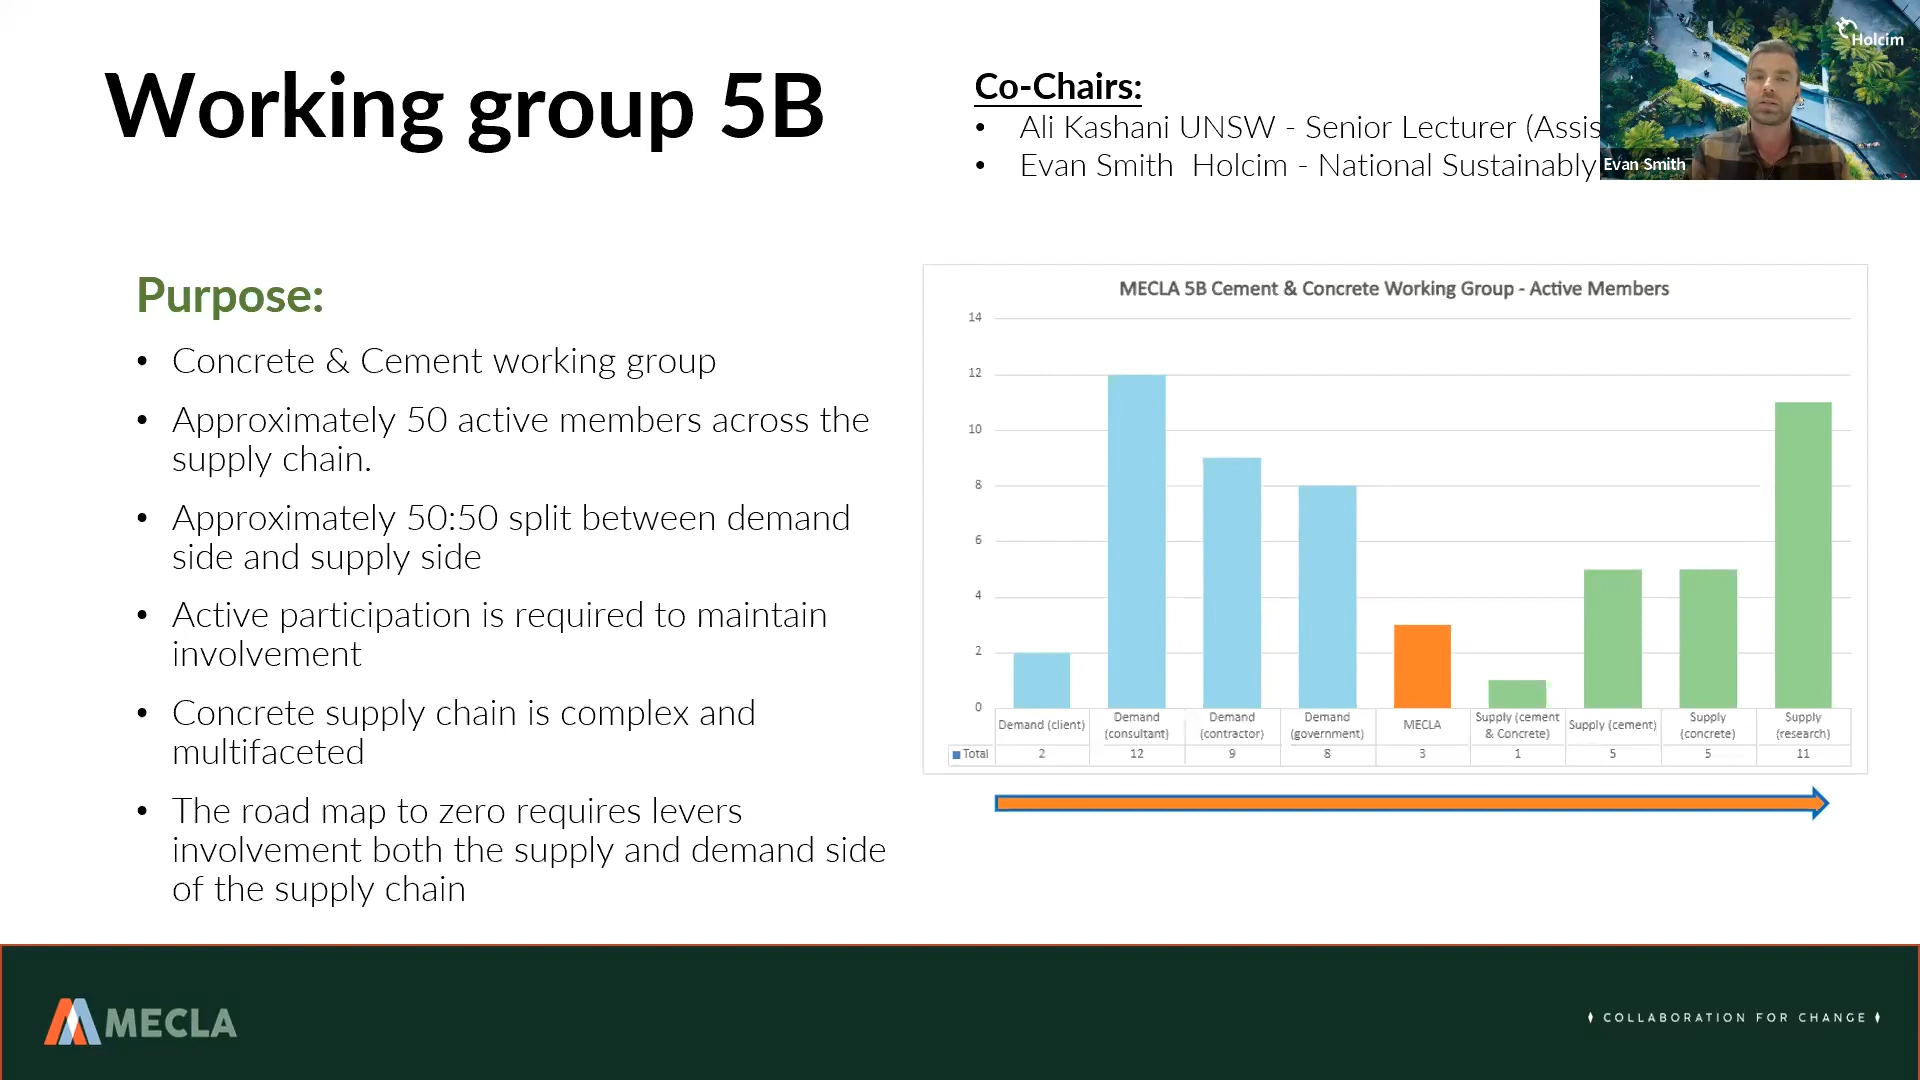 Working group 5B
Co-Chairs:
• Ali Kashani UNSW - Senior Lecturer
• Evan Smith Holcim - National Sustainably
Holcim
Evan Smith
Purpose:
• Concrete & Cement working group
• Approximately 50 active members across the
supply chain.
• Approximately 50:50 split between demand
side and supply side
• Active participation is required to maintain
involvement
• Concrete supply chain is complex and
multifaceted
• The road map to zero requires levers
involvement both the supply and demand side
of the supply chain
MECLA 5B Cement & Concrete Working Group - Active Members
14
12
10
8
6
4
2
0
Demand (client)
Demand
(consultant)
Demand
(contractor)
Demand
(government)
MECLA
Supply (cement
& Concrete)
Supply (cement)
Supply
(concrete)
Supply
(research)
Total 2 12 9 8 3 1 5 5 11
MECLA
COLLABORATION FOR CHANGE